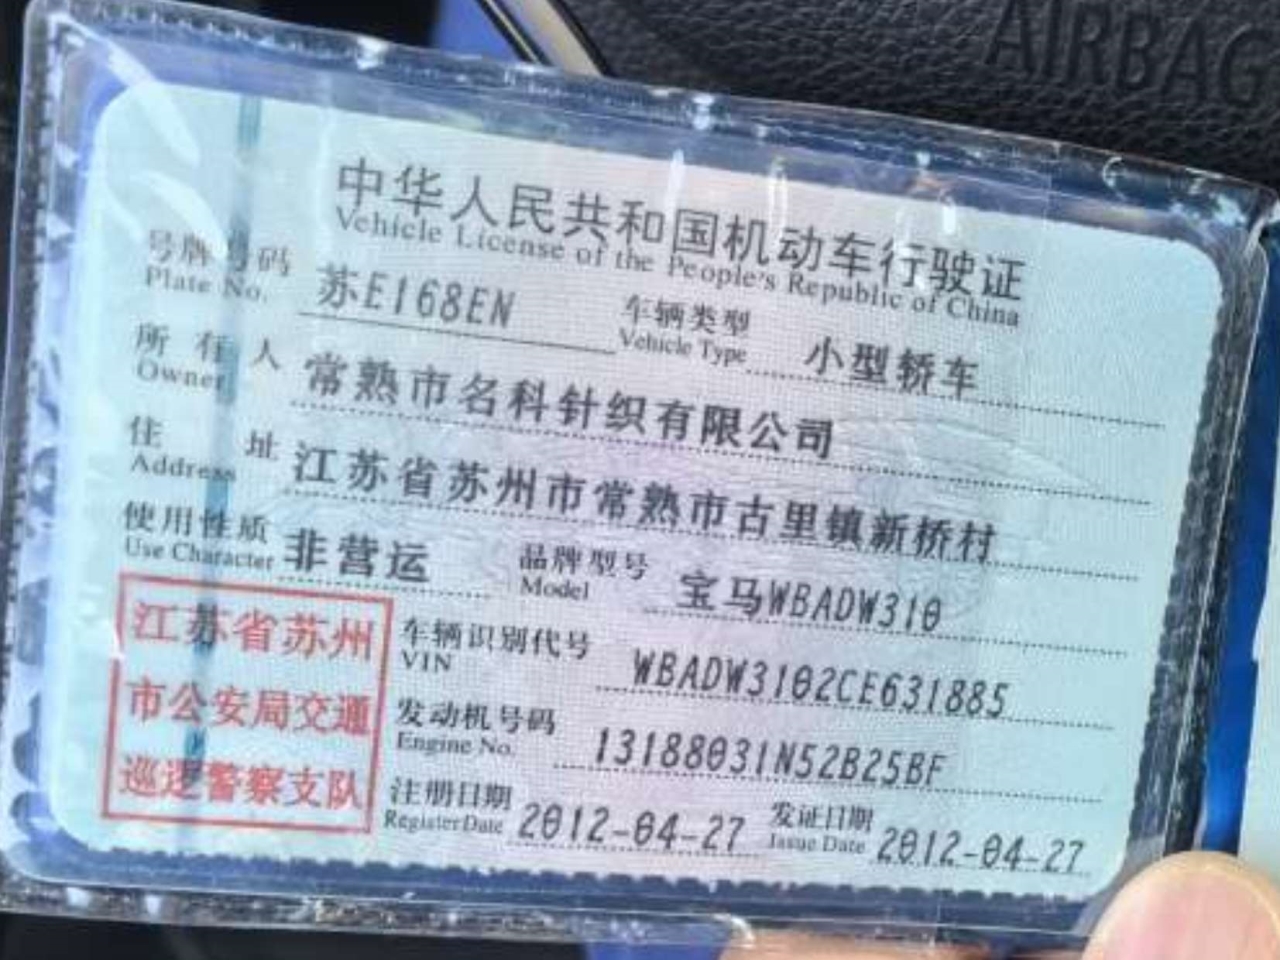 AIRBAG
中华人民共和国机动车行驶证
Vehicle License of the People's Republic of China
号牌号码 苏E168EN 车辆类型 小型轿车
Plate No. Vehicle Type
所有人 常熟市名科针织有限公司
Owner
住址 江苏省苏州市常熟市古里镇新桥村
Address
使用性质 非营运 品牌型号 宝马WBADW310
Use Character Model
江苏省苏州
市公安局交通
巡逻警察支队
车辆识别代号 WBADW3102CE631885
VIN
发动机号码 13188031N52B25BF
Engine No.
注册日期 2012-04-27 发证日期 2012-04-27
Register Date Issue Date